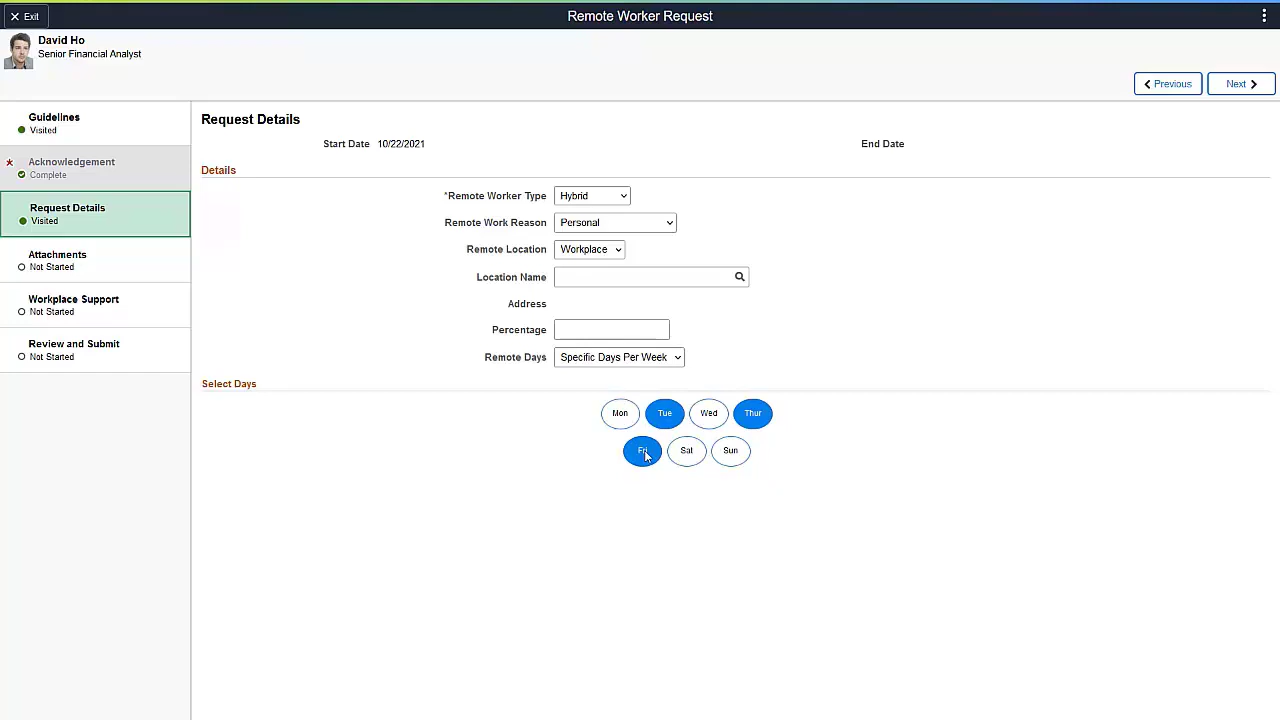 Exit
Remote Worker Request
David Ho
Senior Financial Analyst
Previous
Next
Guidelines
Visited
* Acknowledgement
Complete
Request Details
Visited
Attachments
Not Started
Workplace Support
Not Started
Review and Submit
Not Started
Request Details
Start Date 10/22/2021 End Date
Details
*Remote Worker Type Hybrid
Remote Work Reason Personal
Remote Location Workplace
Location Name
Address
Percentage
Remote Days Specific Days Per Week
Select Days
Mon Tue Wed Thur
Fri Sat Sun